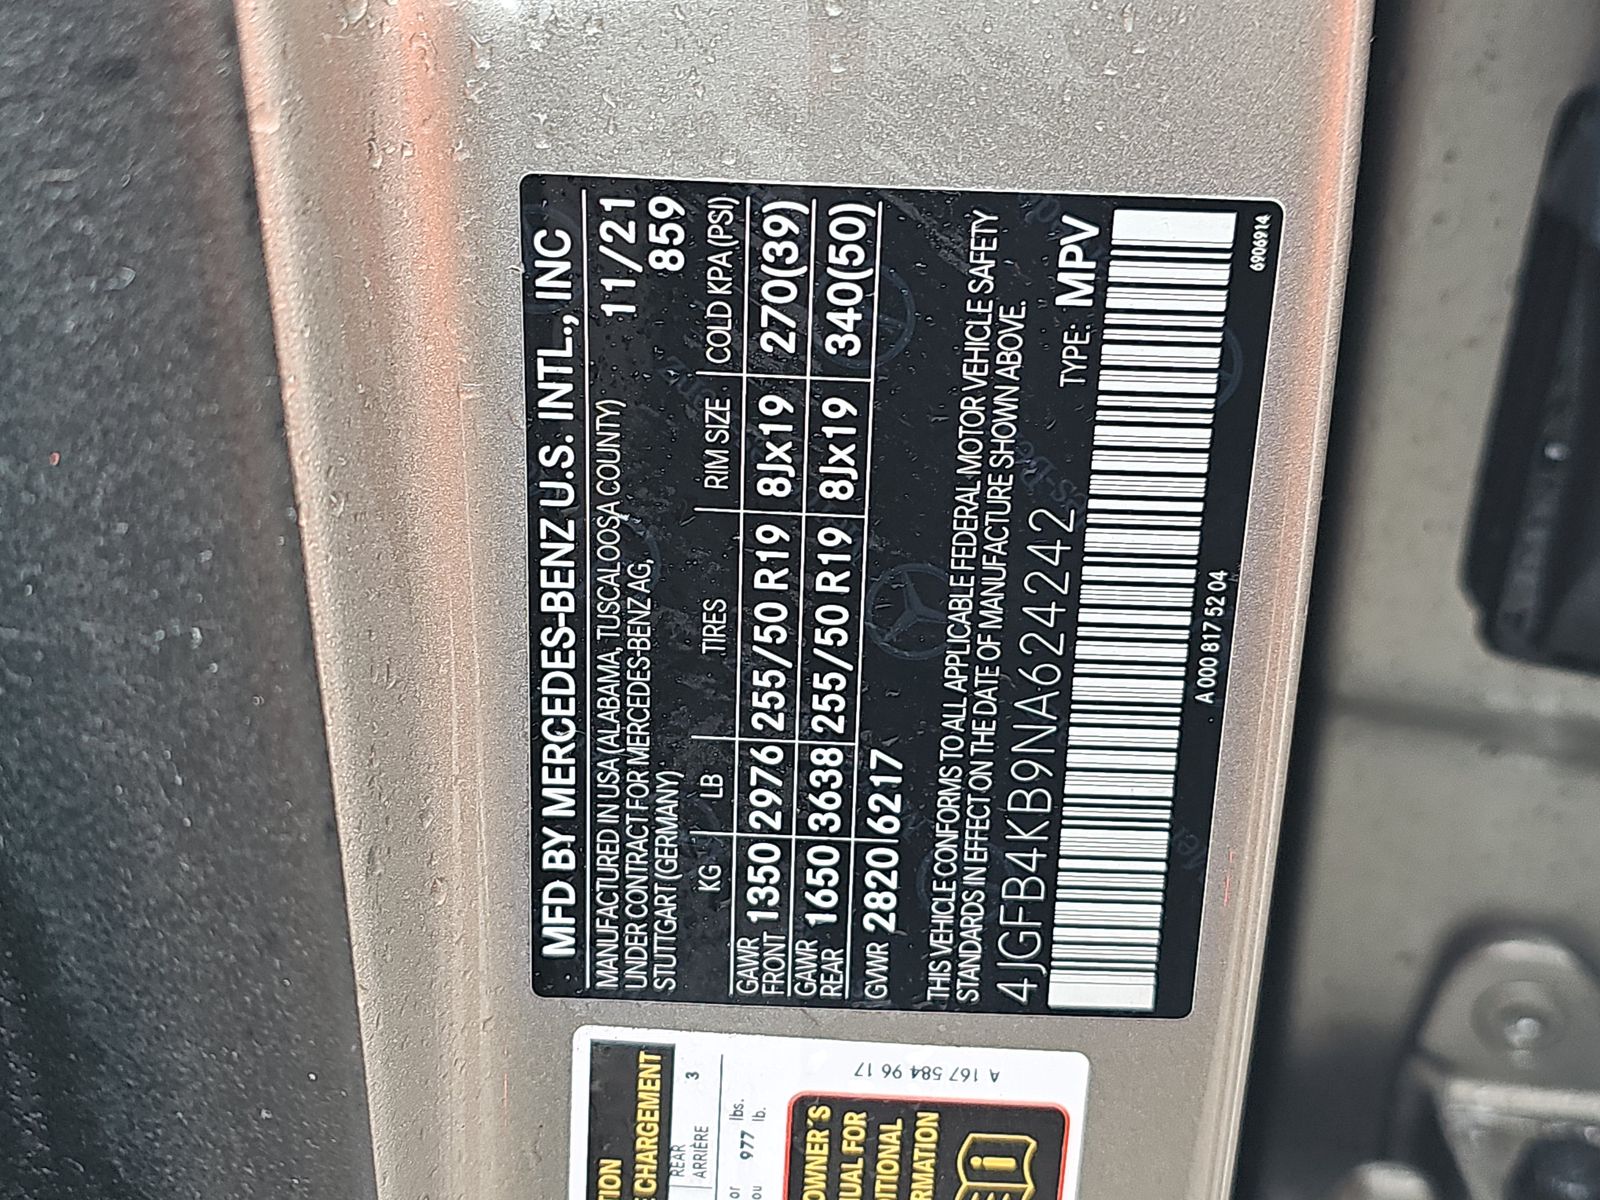 MFD BY MERCEDES-BENZ U.S. INTL., INC
MANUFACTURED IN USA (ALABAMA, TUSCALOOSA COUNTY) 11/21
UNDER CONTRACT FOR MERCEDES-BENZ AG, 859
STUTTGART (GERMANY)
KG LB TIRES RIM SIZE COLD KPA (PSI)
GAWR FRONT 1350 2976 255/50 R19 8Jx19 270(39)
GAWR REAR 1650 3638 255/50 R19 8Jx19 340(50)
GVWR 2820 6217
THIS VEHICLE CONFORMS TO ALL APPLICABLE FEDERAL MOTOR VEHICLE SAFETY
STANDARDS IN EFFECT ON THE DATE OF MANUFACTURE SHOWN ABOVE.
4JGFB4KB9NA624242 TYPE: MPV
A 000 817 52 04
6906914
CHARGEMENT
REAR 3
ARRIÈRE
or 977 lbs.
ou lb.
A 167 584 96 17
OWNER'S
FOR